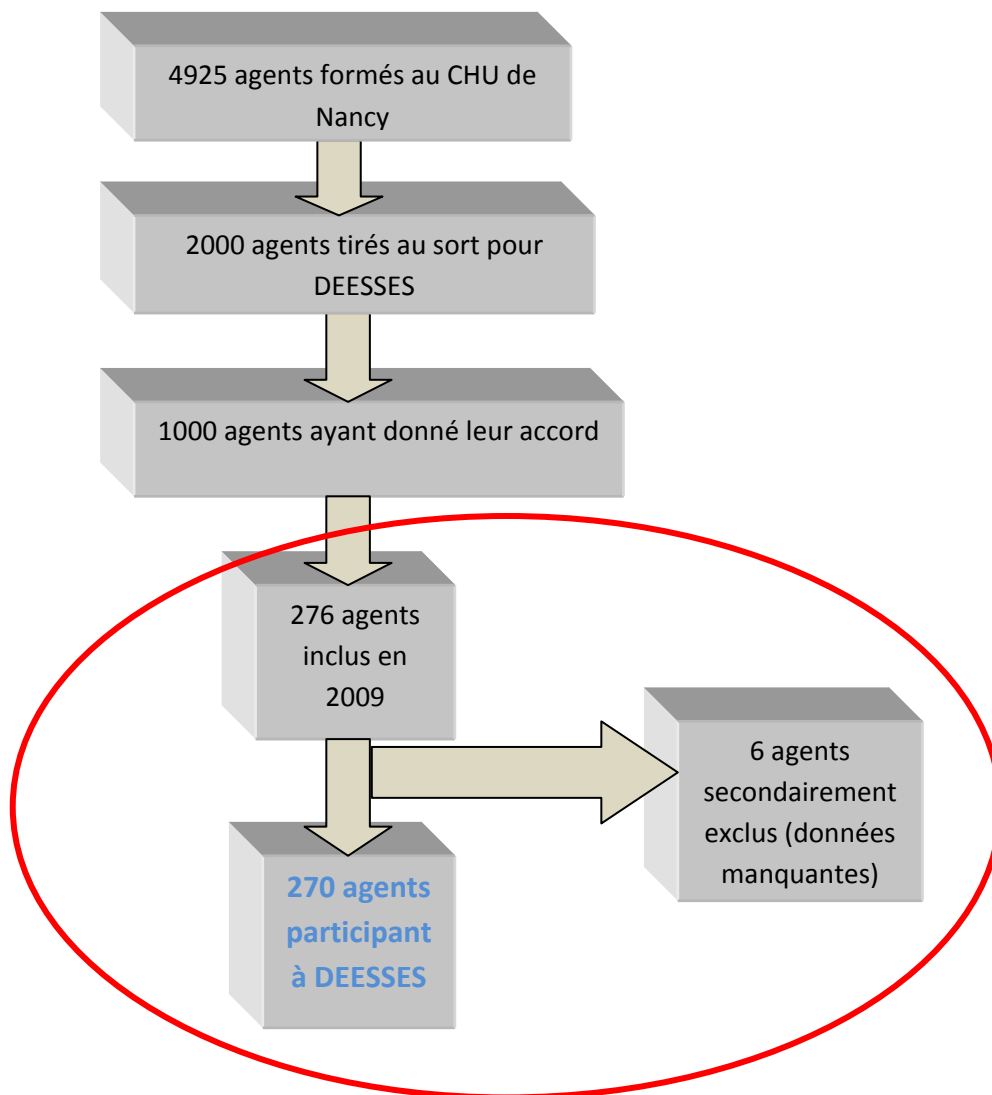 4925 agents formés au CHU de
Nancy
2000 agents tirés au sort pour
DEESSES
1000 agents ayant donné leur accord
276 agents
inclus en
2009
6 agents
secondairement
exclus (données
manquantes)
270 agents
participant
à DEESSES